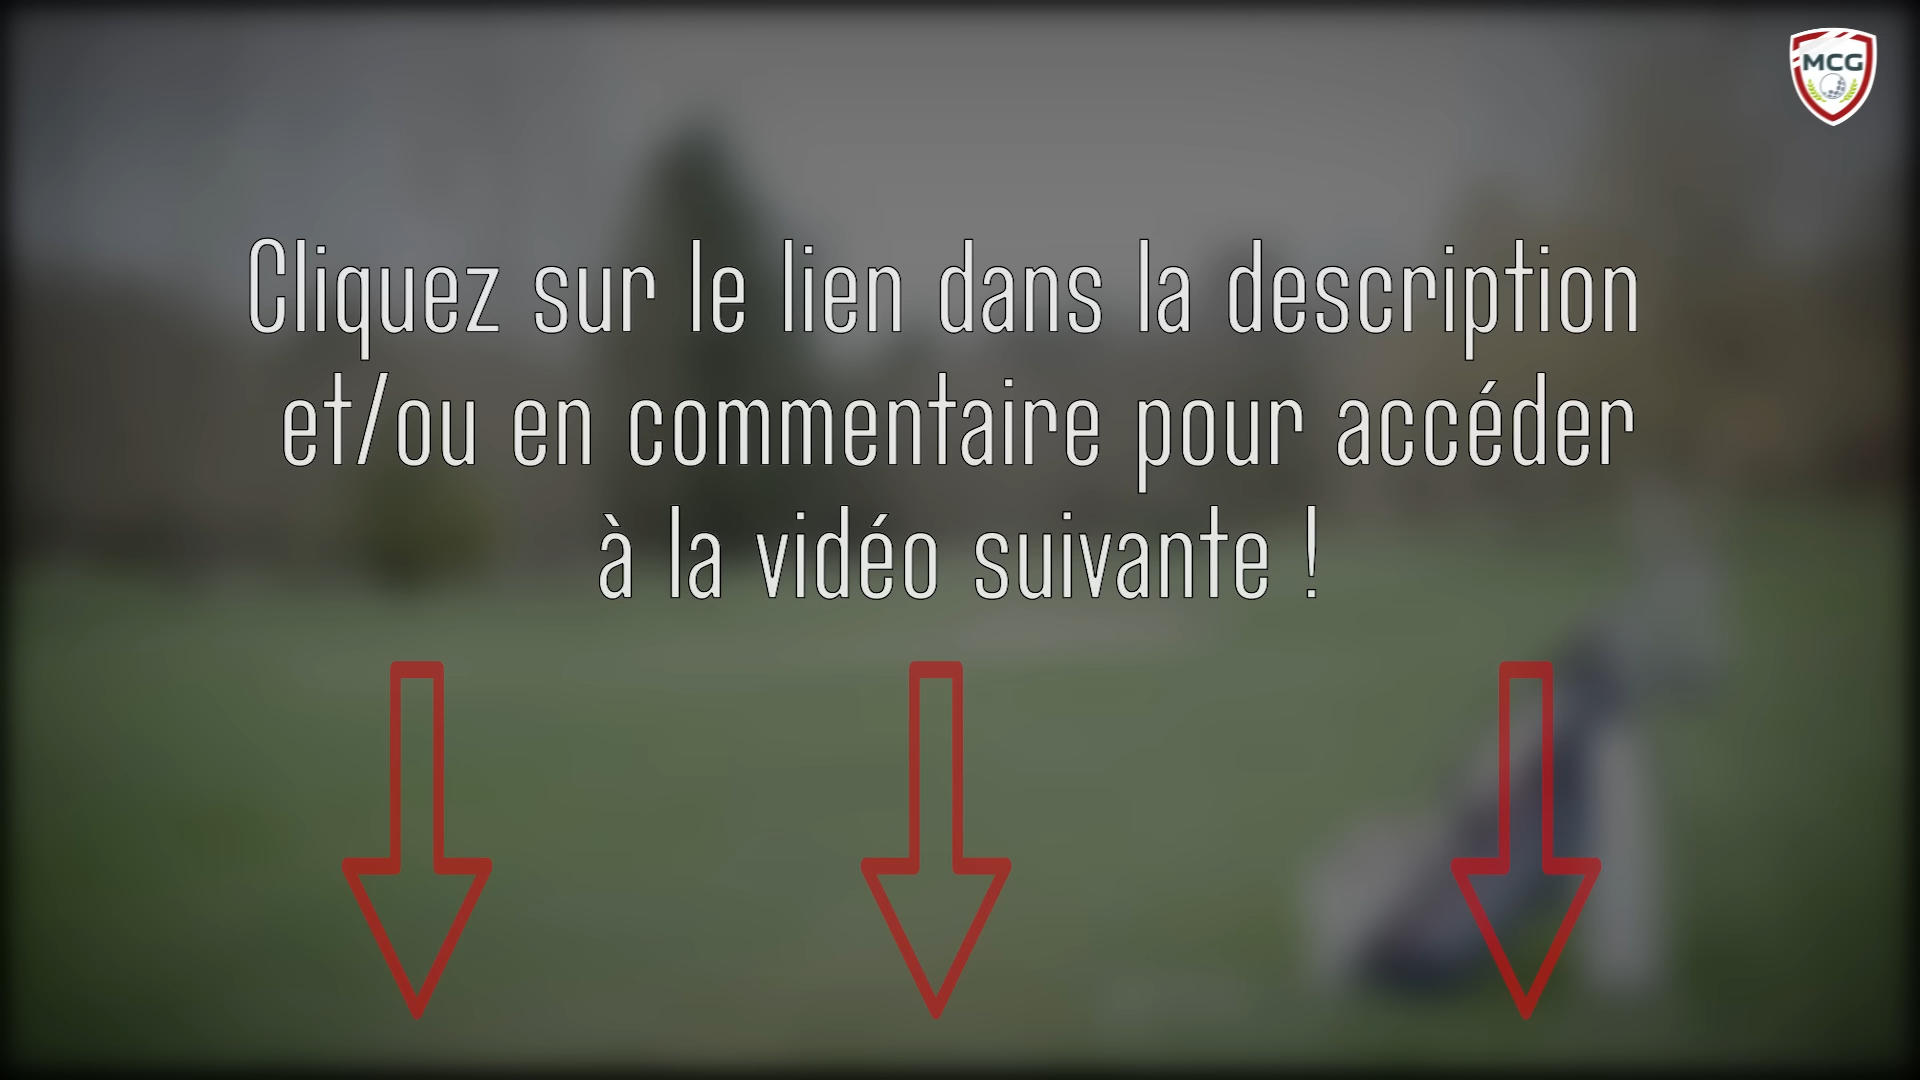 MCG
Cliquez sur le lien dans la description
et/ou en commentaire pour accéder
à la vidéo suivante !